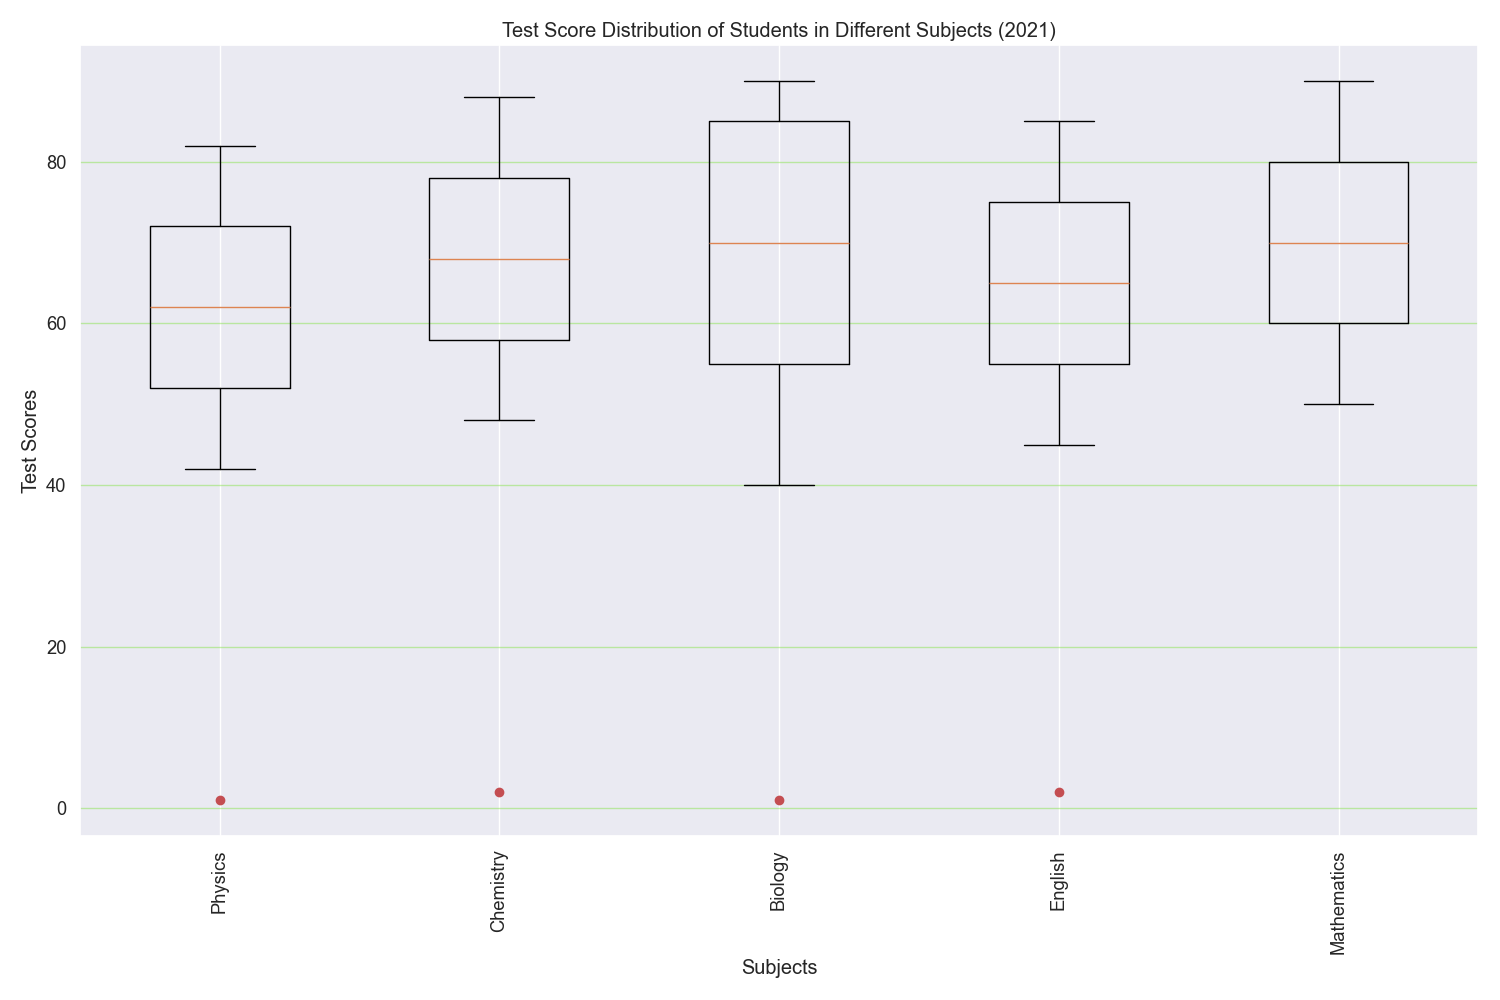 Test Score Distribution of Students in Different Subjects (2021)
Test Scores
80
60
40
20
0
Physics
Chemistry
Biology
English
Mathematics
Subjects